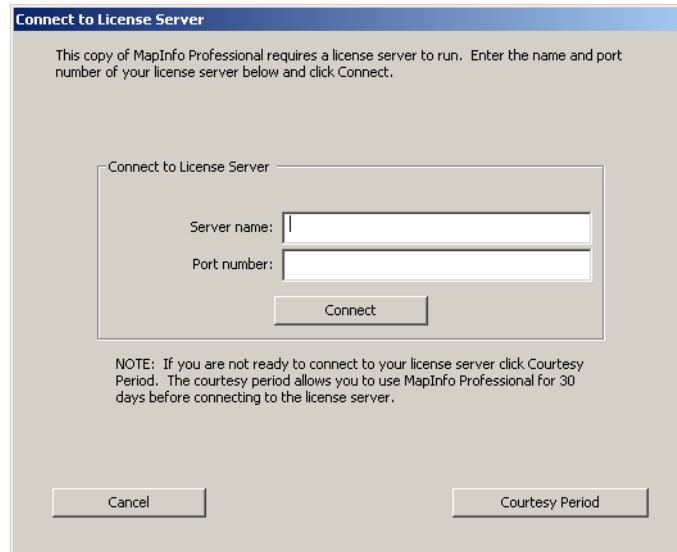 Connect to License Server
This copy of MapInfo Professional requires a license server to run.  Enter the name and port
number of your license server below and click Connect.
Connect to License Server
Server name:
Port number:
Connect
NOTE:  If you are not ready to connect to your license server click Courtesy
Period.  The courtesy period allows you to use MapInfo Professional for 30
days before connecting to the license server.
Cancel
Courtesy Period